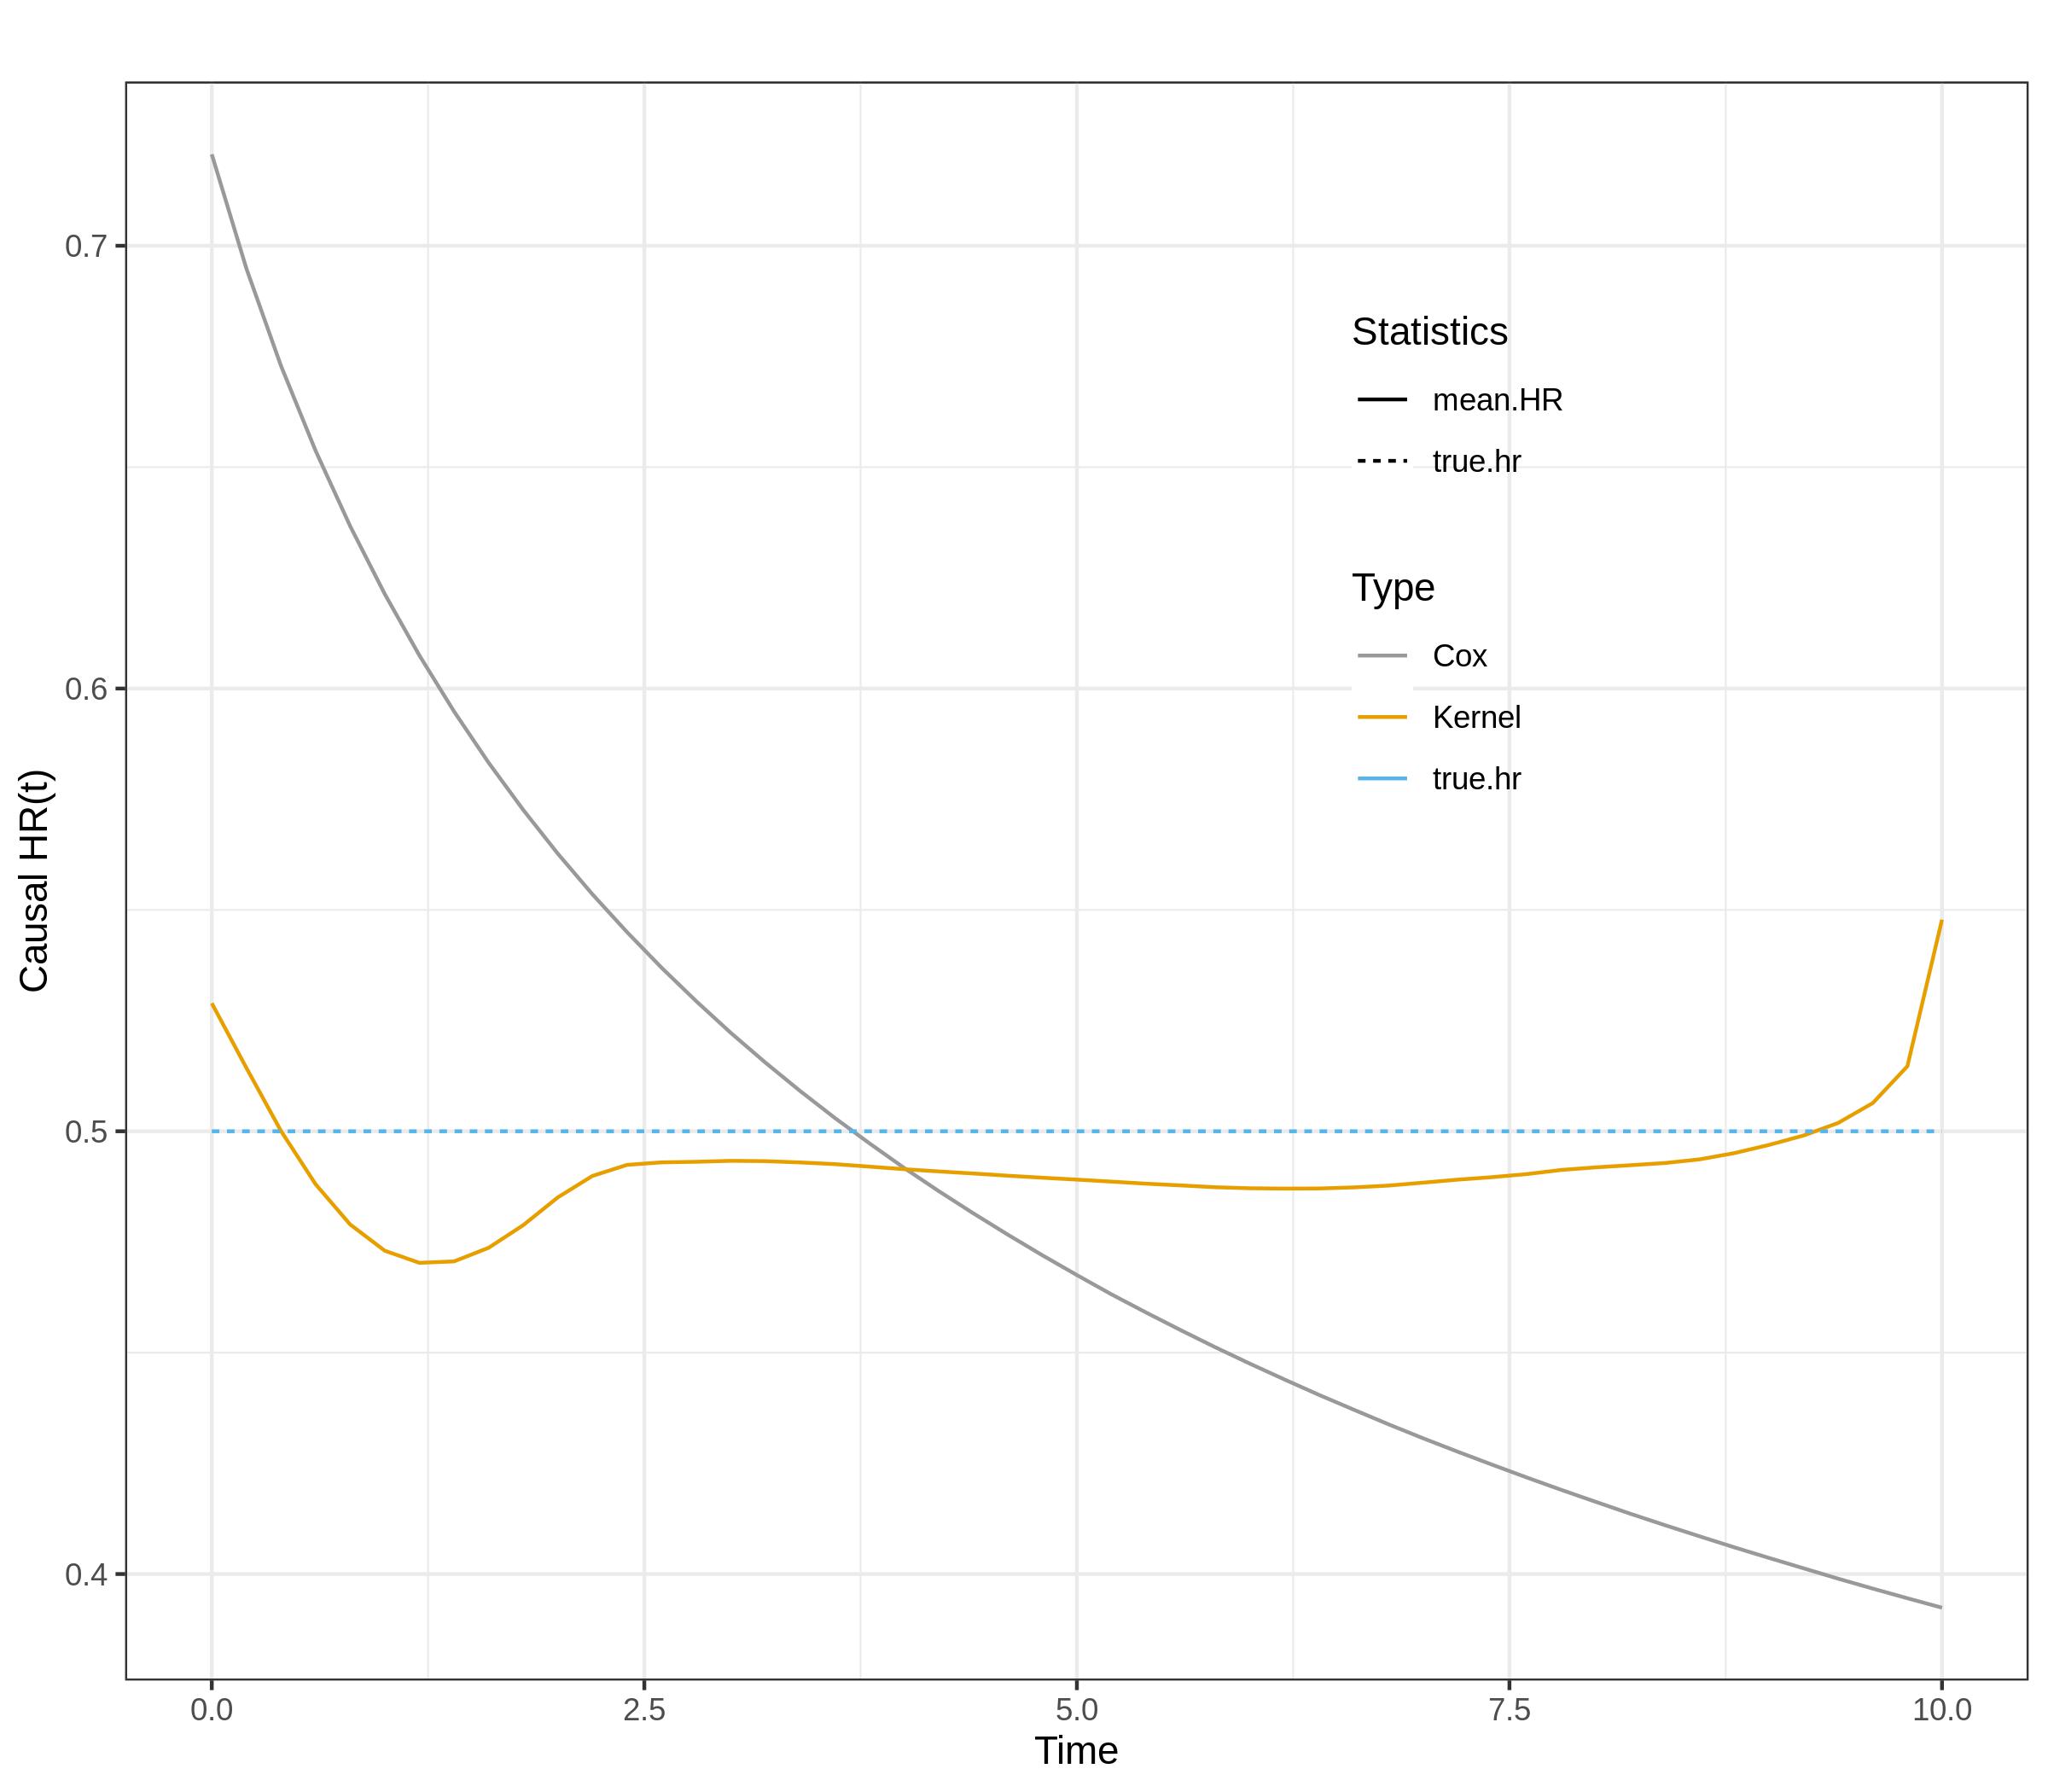 Causal HR(t)
0.7
0.6
0.5
0.4
Statistics
mean.HR
true.hr
Type
Cox
Kernel
true.hr
0.0 2.5 5.0 7.5 10.0
Time